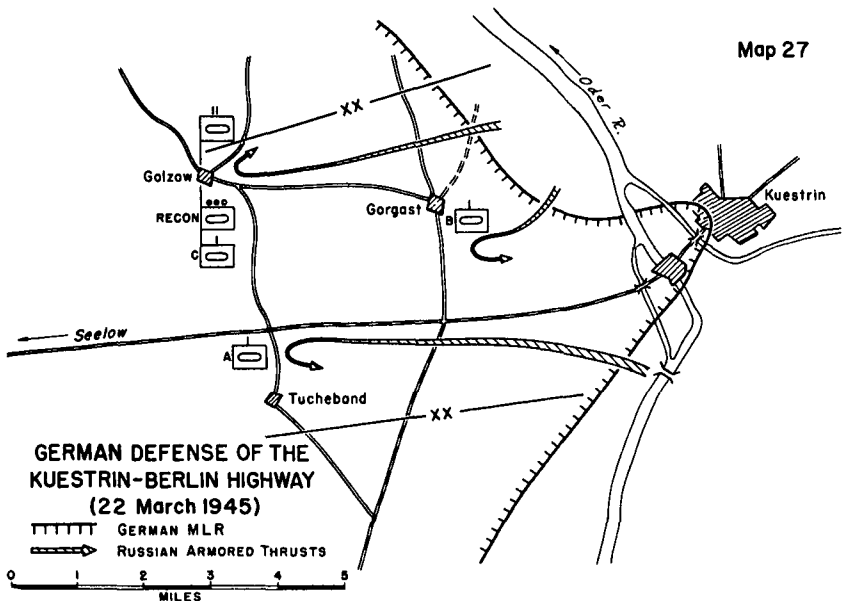 Map 27
Oder R.
XX
Golzow
RECON
C
Gorgast
B
Kuestrin
Seelow
A
Tucheband
XX
GERMAN DEFENSE OF THE
KUESTRIN-BERLIN HIGHWAY
(22 March 1945)
GERMAN MLR
RUSSIAN ARMORED THRUSTS
0 1 2 3 4 5
MILES